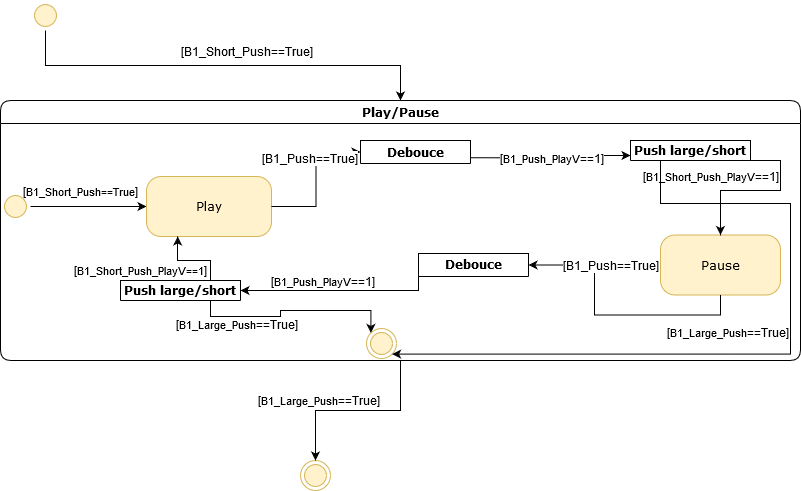 [B1_Short_Push==True]
Play/Pause
Debouce
Push large/short
[B1_Push==True]
[B1_Push_PlayV==1]
[B1_Short_Push_PlayV==1]
[B1_Short_Push==True]
Play
Debouce
[B1_Push==True]
Pause
[B1_Short_Push_PlayV==1]
[B1_Push_PlayV==1]
Push large/short
[B1_Large_Push==True]
[B1_Large_Push==True]
[B1_Large_Push==True]